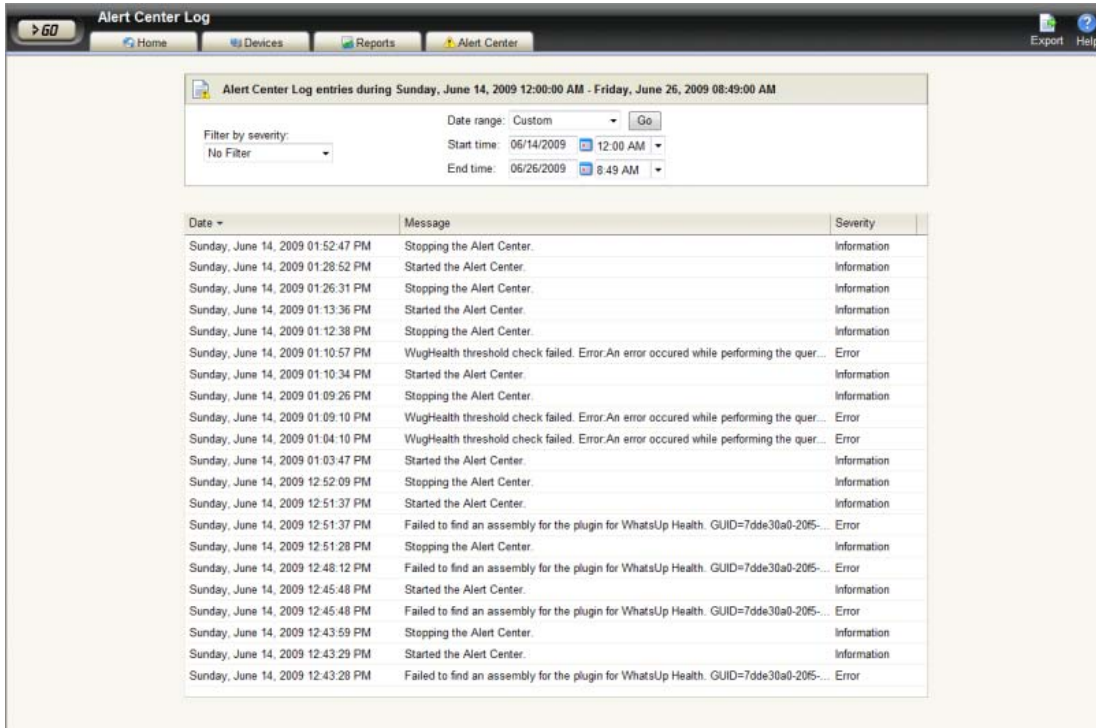 > GO
Alert Center Log
Home Devices Reports Alert Center
Export Help
Alert Center Log entries during Sunday, June 14, 2009 12:00:00 AM - Friday, June 26, 2009 08:49:00 AM
Date range: Custom Go
Filter by severity:
No Filter
Start time: 06/14/2009 12:00 AM
End time: 06/26/2009 8:49 AM
Date Message Severity
Sunday, June 14, 2009 01:52:47 PM Stopping the Alert Center. Information
Sunday, June 14, 2009 01:28:52 PM Started the Alert Center. Information
Sunday, June 14, 2009 01:26:31 PM Stopping the Alert Center. Information
Sunday, June 14, 2009 01:13:36 PM Started the Alert Center. Information
Sunday, June 14, 2009 01:12:38 PM Stopping the Alert Center. Information
Sunday, June 14, 2009 01:10:57 PM WugHealth threshold check failed. Error:An error occured while performing the quer... Error
Sunday, June 14, 2009 01:10:34 PM Started the Alert Center. Information
Sunday, June 14, 2009 01:09:26 PM Stopping the Alert Center. Information
Sunday, June 14, 2009 01:09:10 PM WugHealth threshold check failed. Error:An error occured while performing the quer... Error
Sunday, June 14, 2009 01:04:10 PM WugHealth threshold check failed. Error:An error occured while performing the quer... Error
Sunday, June 14, 2009 01:03:47 PM Started the Alert Center. Information
Sunday, June 14, 2009 12:52:09 PM Stopping the Alert Center. Information
Sunday, June 14, 2009 12:51:37 PM Started the Alert Center. Information
Sunday, June 14, 2009 12:51:37 PM Failed to find an assembly for the plugin for WhatsUp Health. GUID=7dde30a0-20f5-... Error
Sunday, June 14, 2009 12:51:28 PM Stopping the Alert Center. Information
Sunday, June 14, 2009 12:48:12 PM Failed to find an assembly for the plugin for WhatsUp Health. GUID=7dde30a0-20f5-... Error
Sunday, June 14, 2009 12:45:48 PM Started the Alert Center. Information
Sunday, June 14, 2009 12:45:48 PM Failed to find an assembly for the plugin for WhatsUp Health. GUID=7dde30a0-20f5-... Error
Sunday, June 14, 2009 12:43:59 PM Stopping the Alert Center. Information
Sunday, June 14, 2009 12:43:29 PM Started the Alert Center. Information
Sunday, June 14, 2009 12:43:28 PM Failed to find an assembly for the plugin for WhatsUp Health. GUID=7dde30a0-20f5-... Error